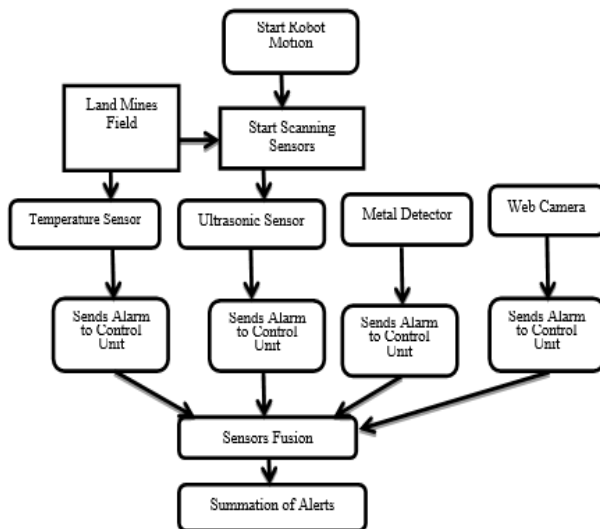 Start Robot
Motion
Land Mines
Field
Start Scanning
Sensors
Temperature Sensor
Ultrasonic Sensor
Metal Detector
Web Camera
Sends Alarm
to Control
Unit
Sends Alarm
to Control
Unit
Sends Alarm
to Control
Unit
Sends Alarm
to Control
Unit
Sensors Fusion
Summation of Alerts